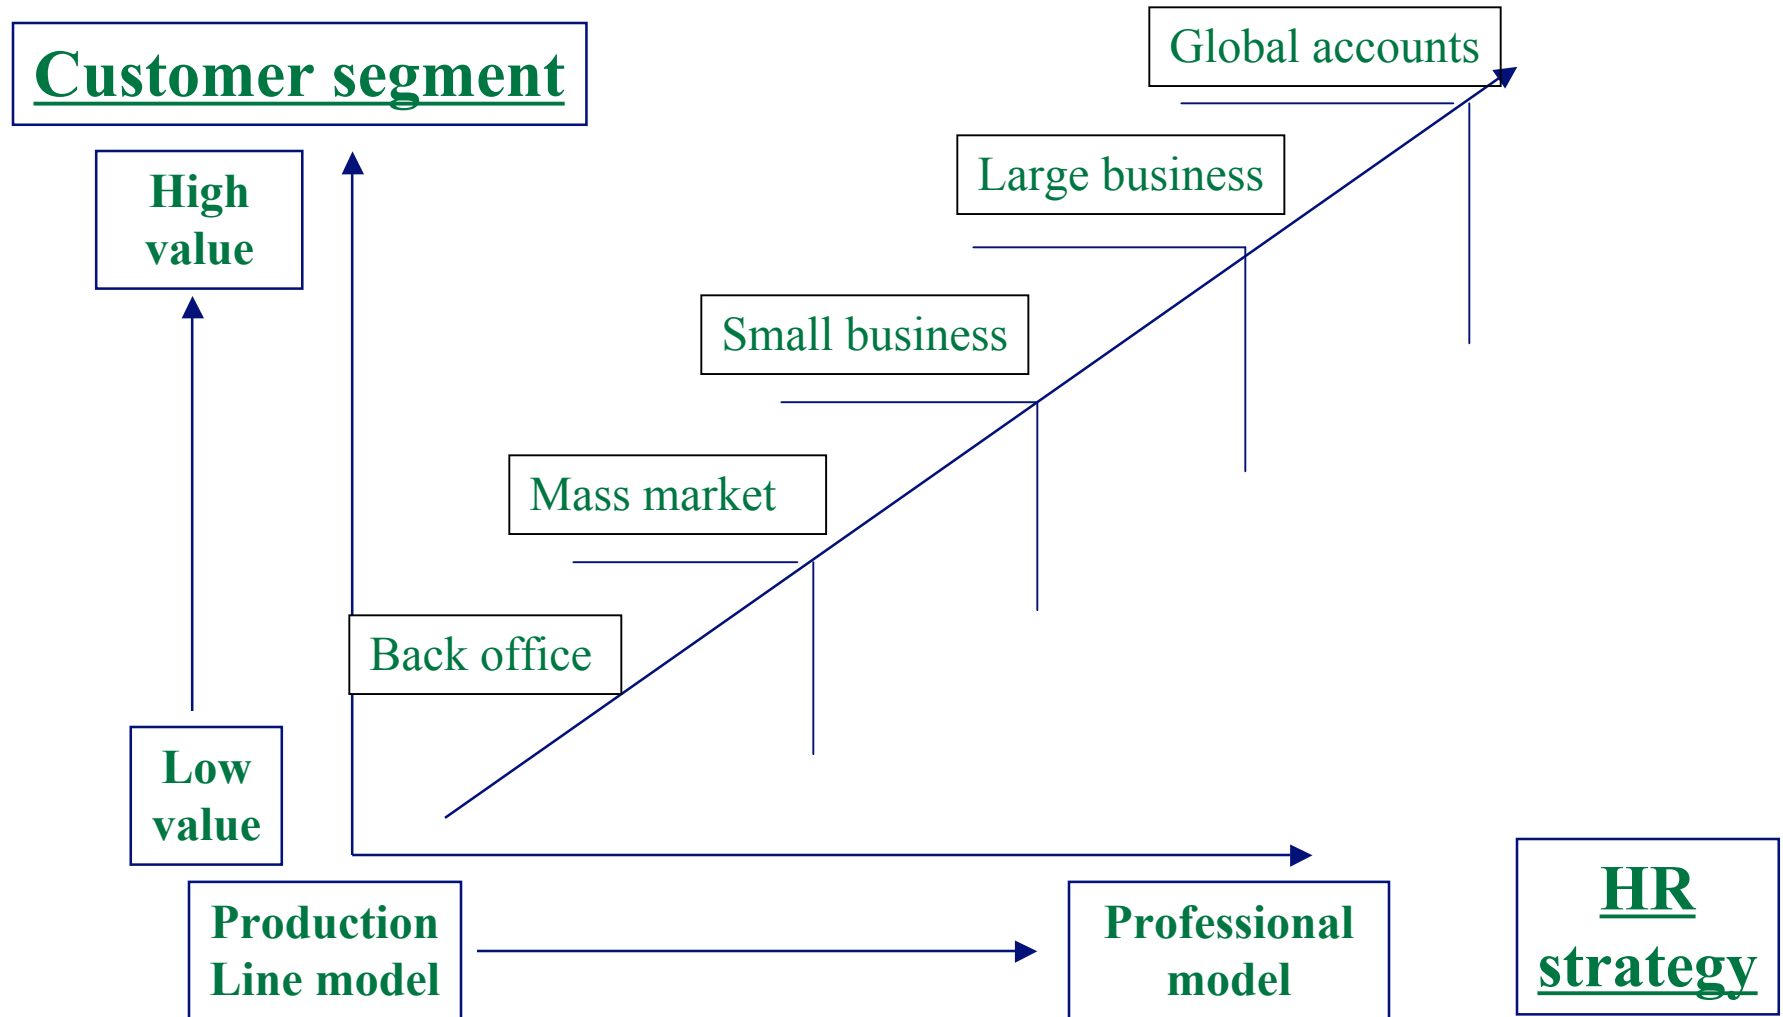 Customer segment
Global accounts
High
value
Large business
Small business
Mass market
Back office
Low
value
Production
Line model
Professional
model
HR
strategy